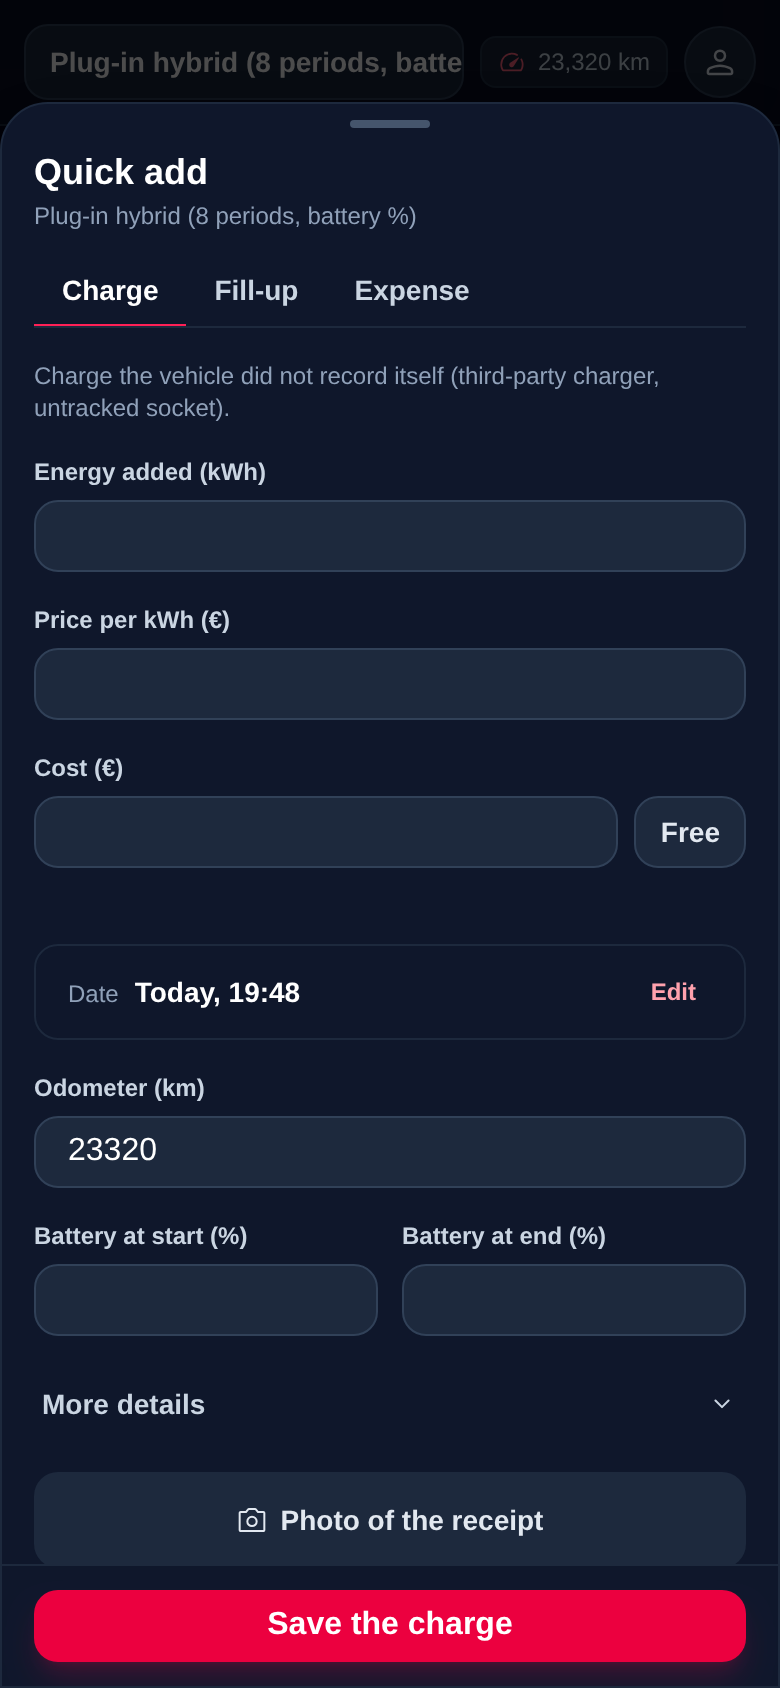 Plug-in hybrid (8 periods, batte
23,320 km
Quick add
Plug-in hybrid (8 periods, battery %)
Charge
Fill-up
Expense
Charge the vehicle did not record itself (third-party charger,
untracked socket).
Energy added (kWh)
Price per kWh (€)
Cost (€)
Free
Date Today, 19:48
Edit
Odometer (km)
23320
Battery at start (%)
Battery at end (%)
More details
Photo of the receipt
Save the charge